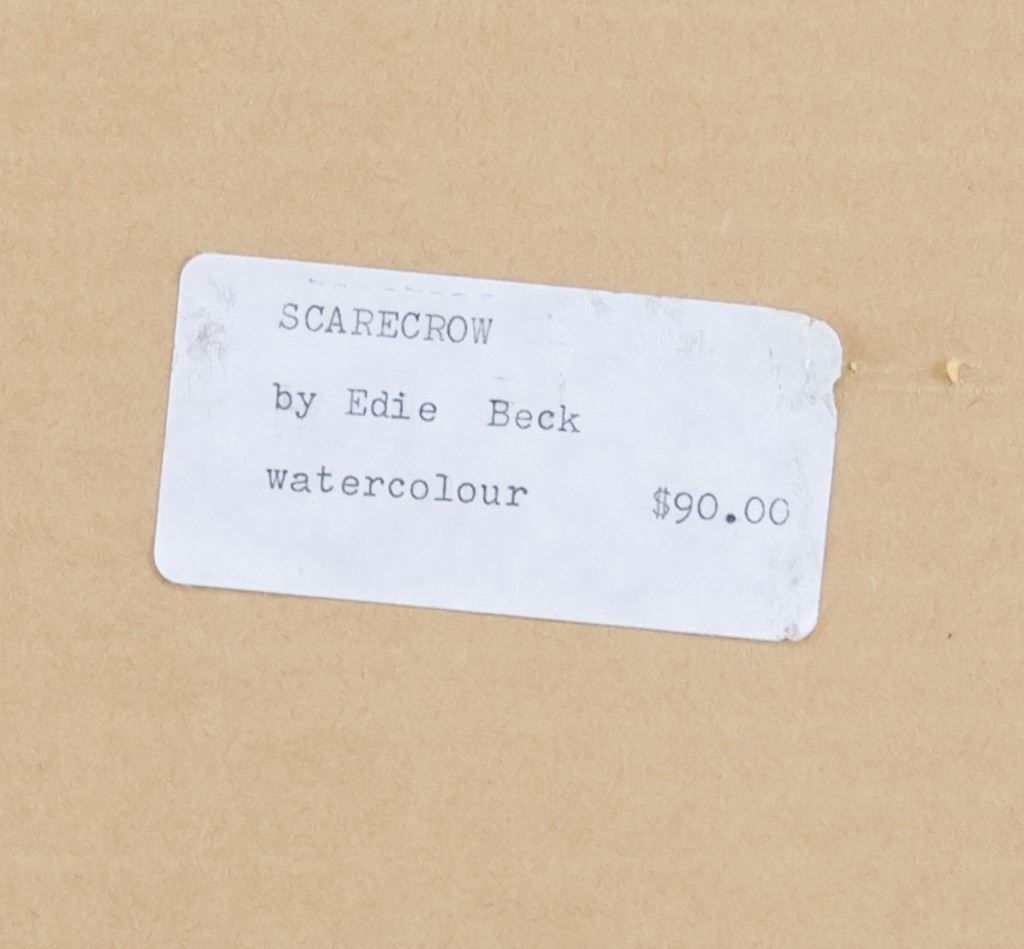 SCARECROW
by Edie Beck
watercolour $90.00